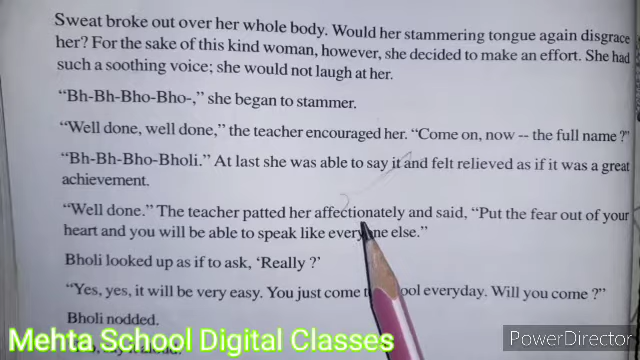 Sweat broke out over her whole body. Would her stammering tongue again disgrace
her? For the sake of this kind woman, however, she decided to make an effort. She had
such a soothing voice; she would not laugh at her.
“Bh-Bh-Bho-Bho-,” she began to stammer.
“Well done, well done,” the teacher encouraged her. “Come on, now -- the full name ?”
“Bh-Bh-Bho-Bholi.” At last she was able to say it and felt relieved as if it was a great
achievement.
“Well done.” The teacher patted her affectionately and said, “Put the fear out of your
heart and you will be able to speak like everyone else.”
Bholi looked up as if to ask, ‘Really ?’
“Yes, yes, it will be very easy. You just come everyday. Will you come ?”
Bholi nodded.
Mehta School Digital Classes
PowerDirector